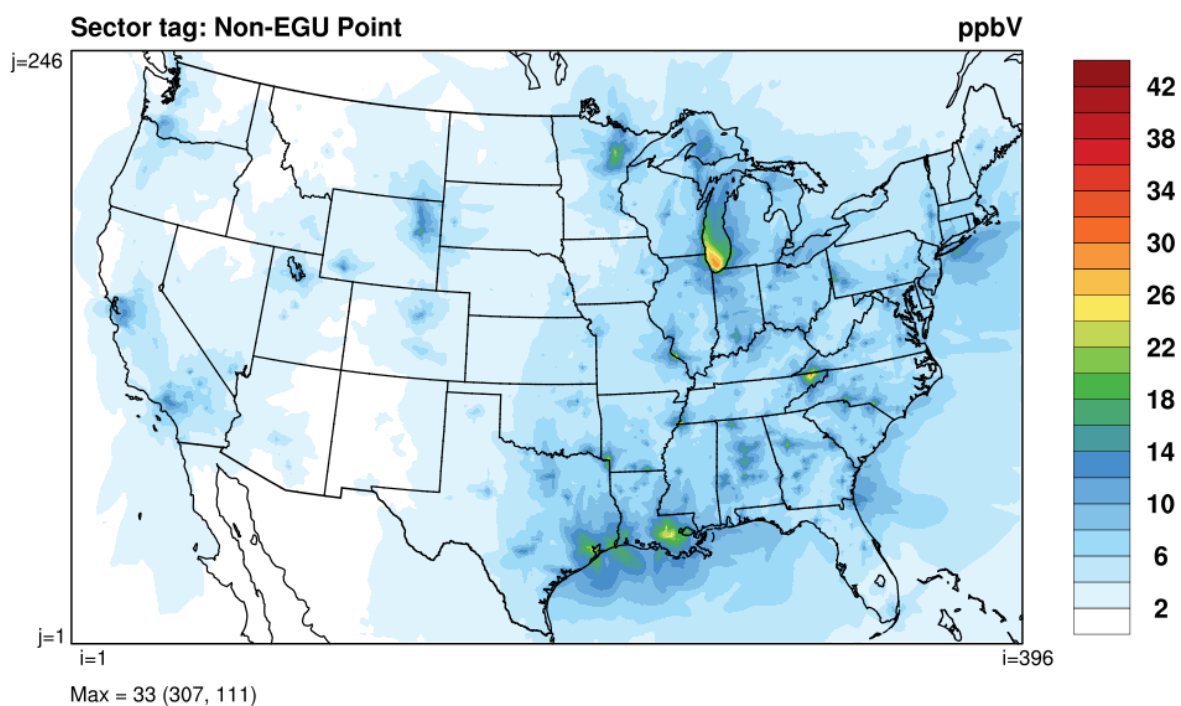 Sector tag: Non-EGU Point
ppbV
j=246
42
38
34
30
26
22
18
14
10
6
2
j=1
i=1
i=396
Max = 33 (307, 111)